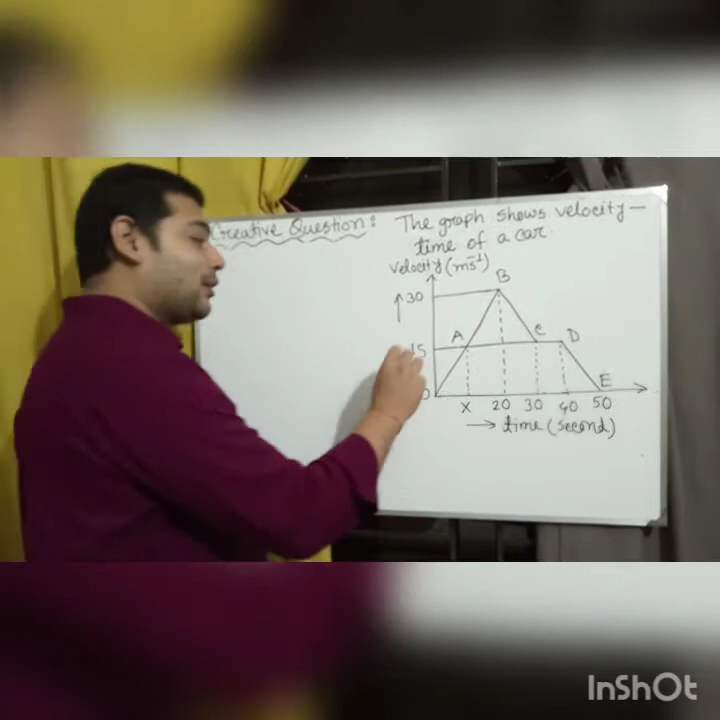 Creative Question: The graph shows velocity—
time of a car.
velocity (ms⁻¹)
B
30
A C D
15
E
0
X 20 30 40 50
time (second)
InShOt